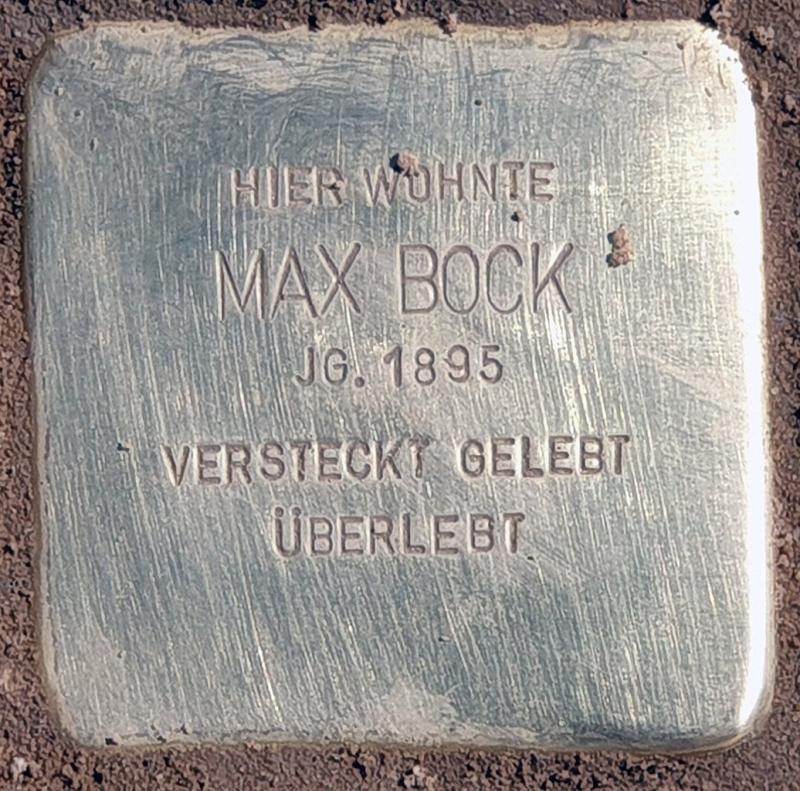 HIER WOHNTE
MAX BOCK
JG. 1895
VERSTECKT GELEBT
ÜBERLEBT